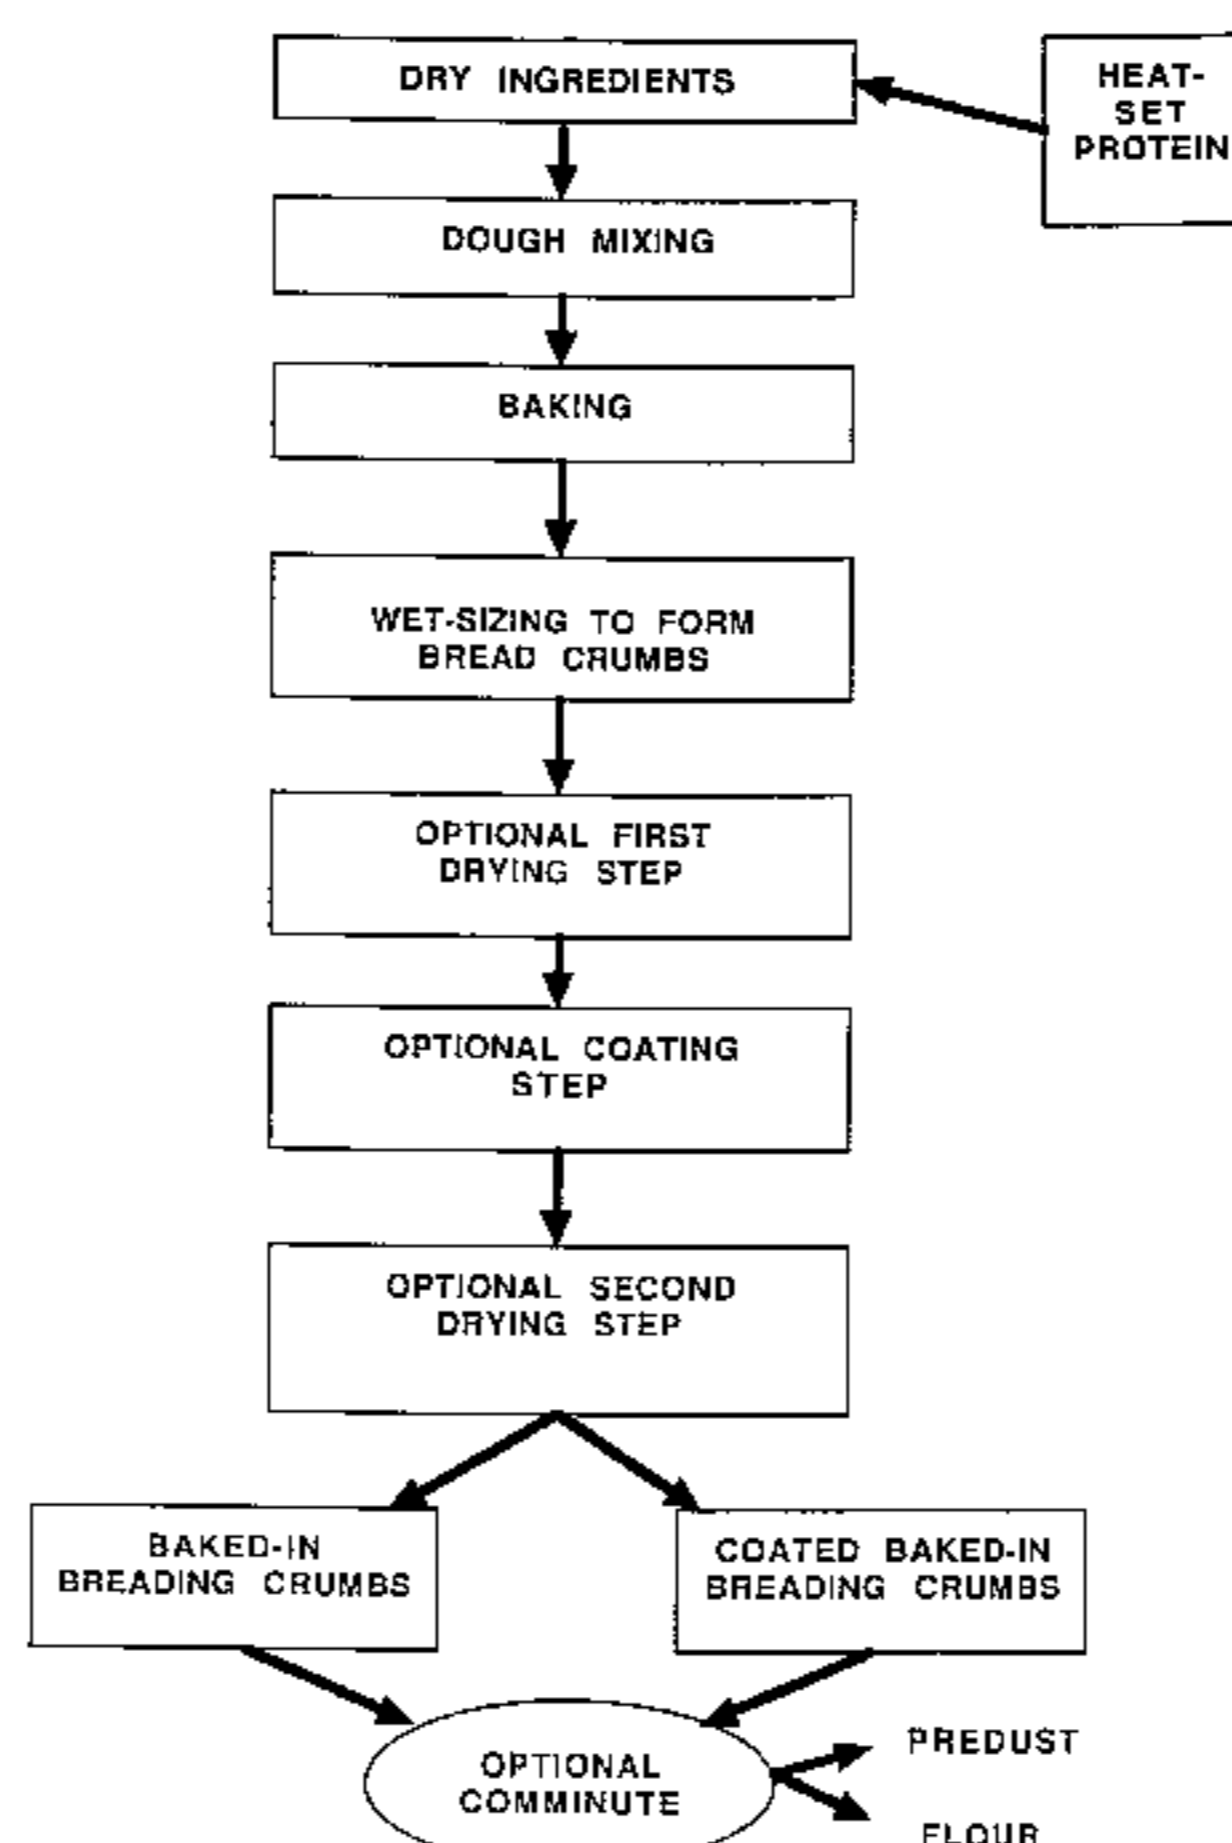 DRY INGREDIENTS
HEAT-
SET
PROTEIN
DOUGH MIXING
BAKING
WET-SIZING TO FORM
BREAD CRUMBS
OPTIONAL FIRST
DRYING STEP
OPTIONAL COATING
STEP
OPTIONAL SECOND
DRYING STEP
BAKED-IN
BREADING CRUMBS
COATED BAKED-IN
BREADING CRUMBS
OPTIONAL
COMMINUTE
PREDUST
FLOUR